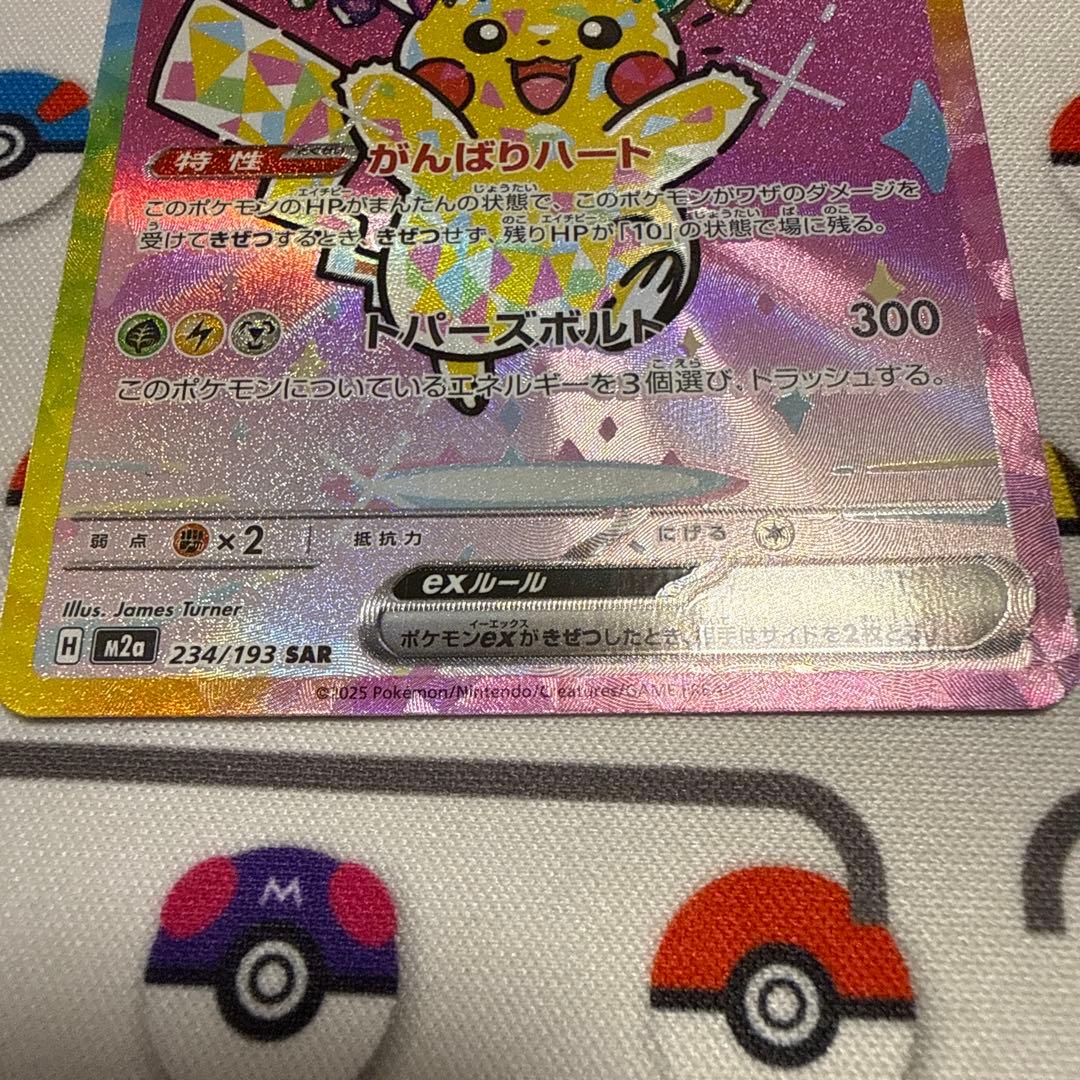 特性 がんばりハート
このポケモンのHPがまんたんの状態で、このポケモンがワザのダメージを
受けてきぜつするとき、きぜつせず、残りHPが「10」の状態で場に残る。
トパーズボルト 300
このポケモンについているエネルギーを3個選び、トラッシュする。
弱点 ×2 抵抗力 にげる
exルール
ポケモンexがきぜつしたとき、相手はサイドを2枚とる。
Illus. James Turner
H M2a 234/193 SAR
©2025 Pokémon/Nintendo/Creatures/GAME FREAK
M